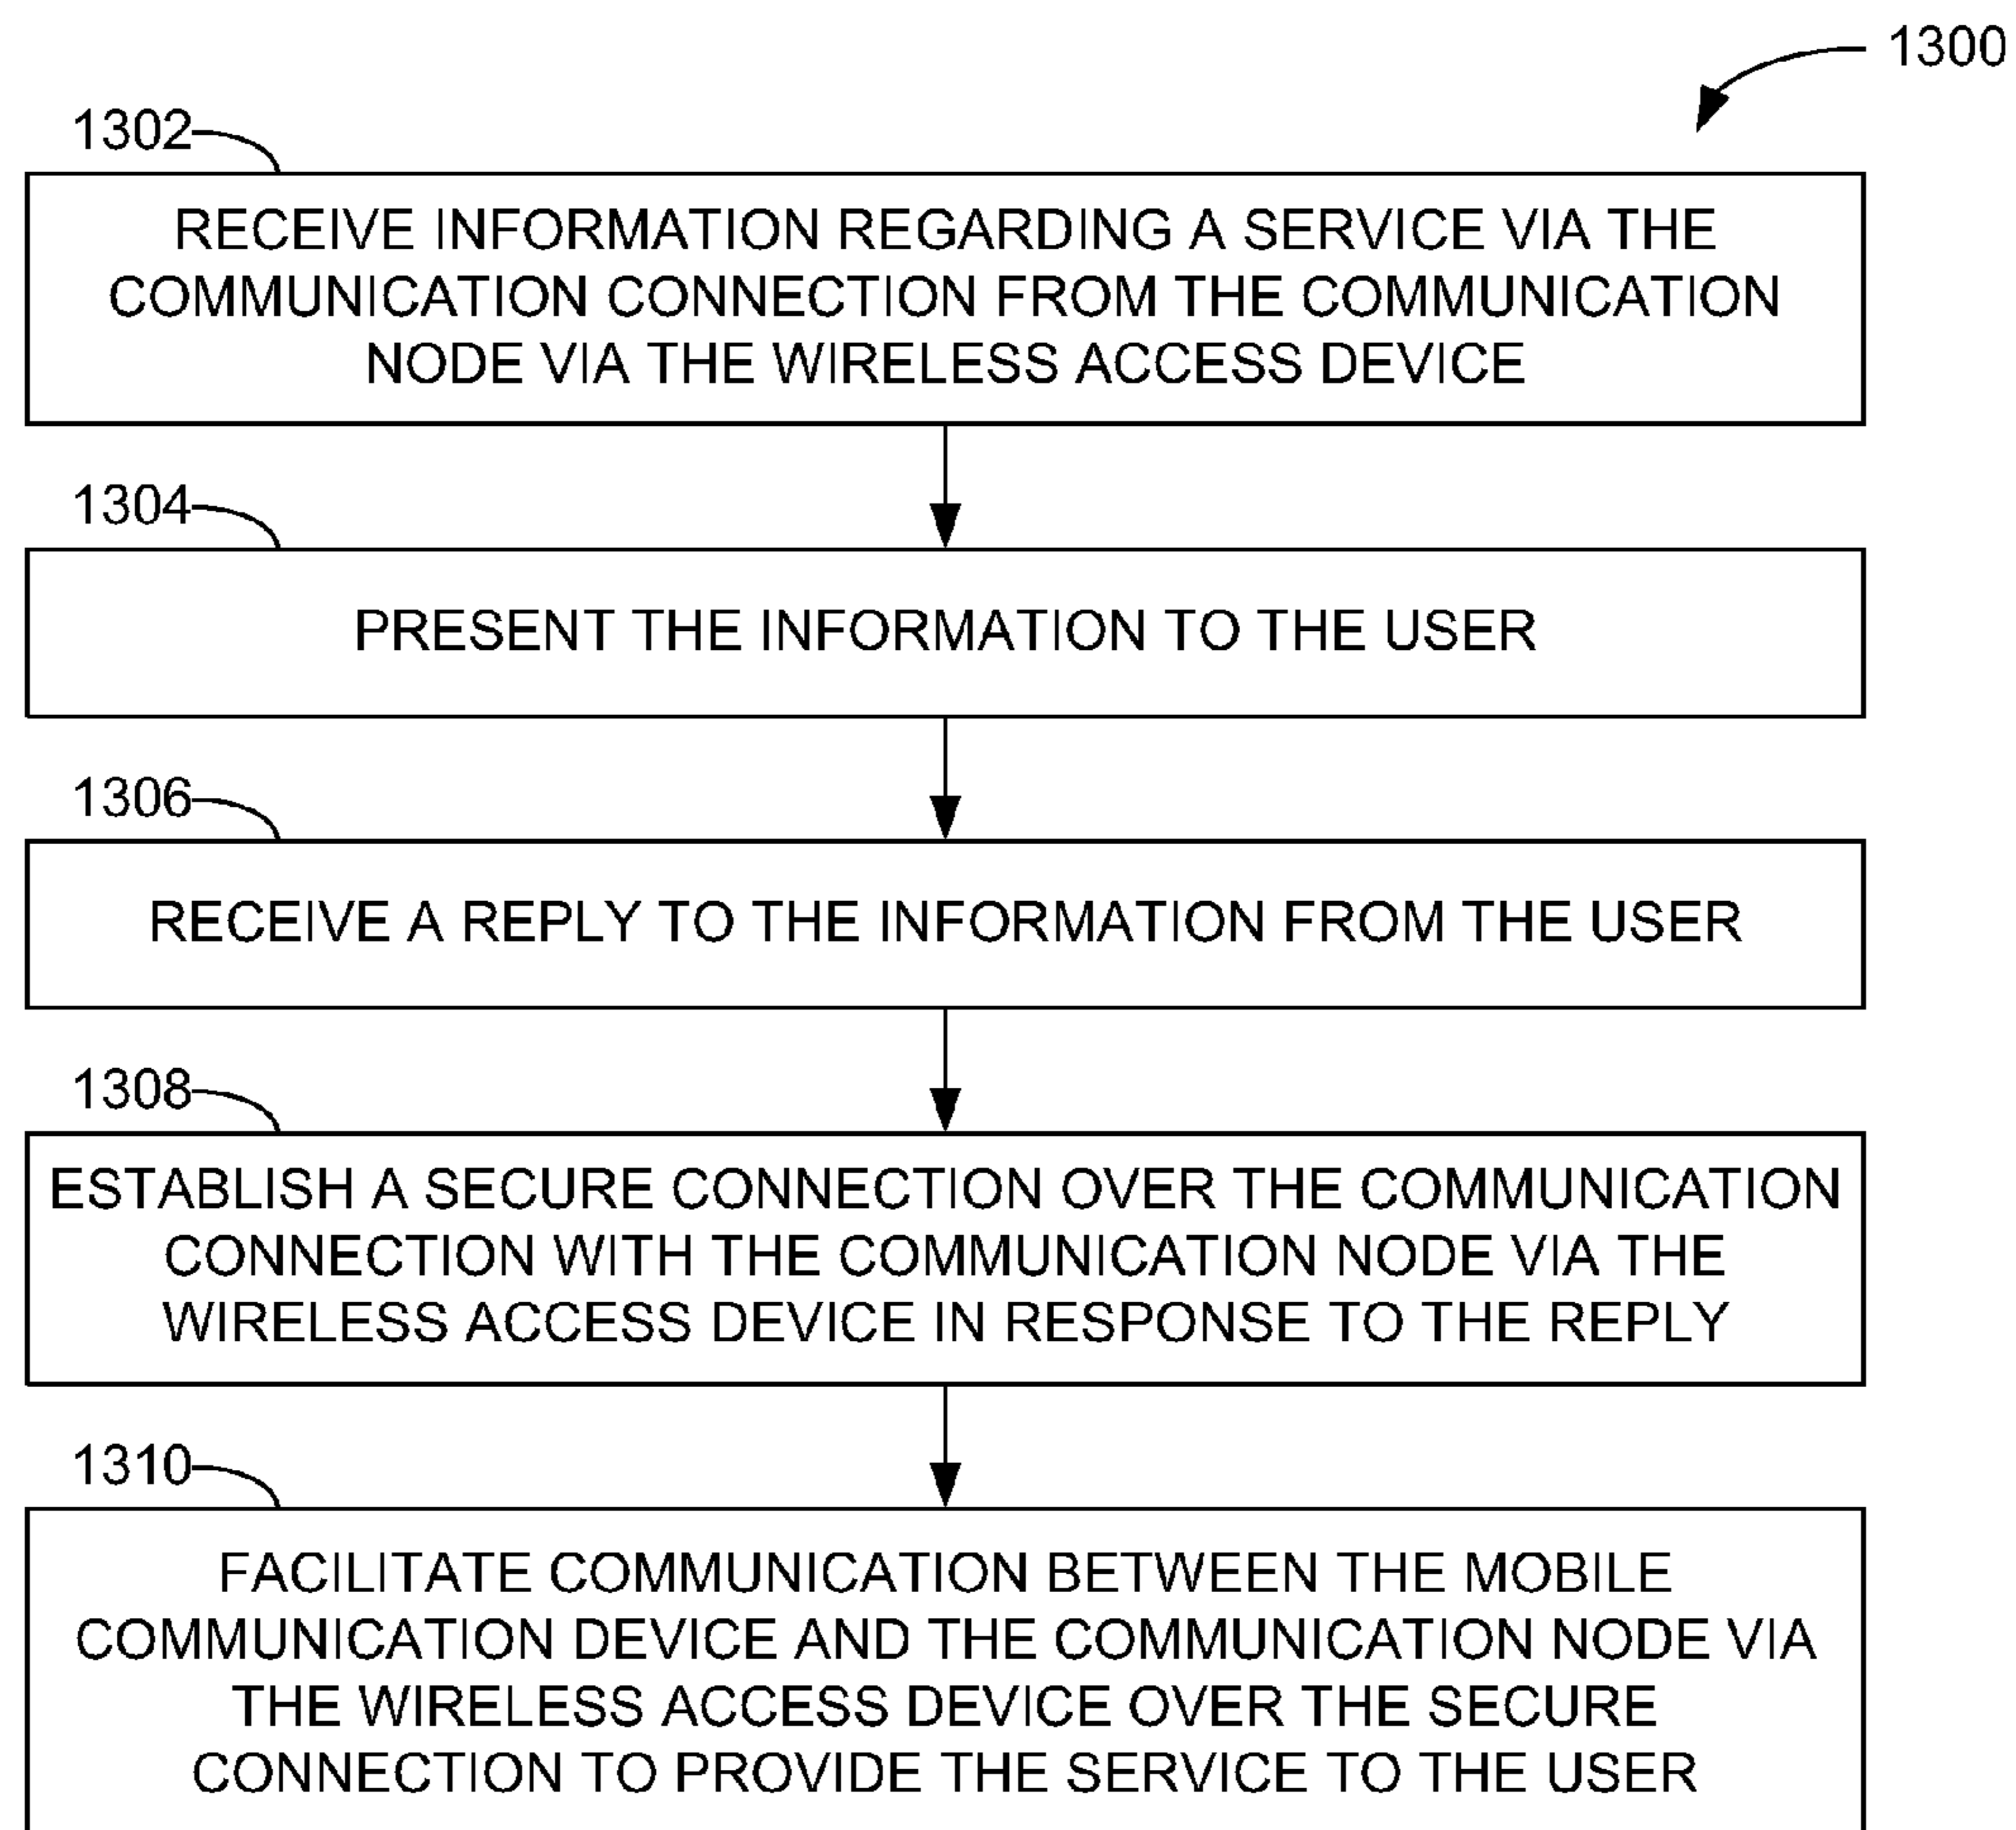 1300
1302
RECEIVE INFORMATION REGARDING A SERVICE VIA THE
COMMUNICATION CONNECTION FROM THE COMMUNICATION
NODE VIA THE WIRELESS ACCESS DEVICE
1304
PRESENT THE INFORMATION TO THE USER
1306
RECEIVE A REPLY TO THE INFORMATION FROM THE USER
1308
ESTABLISH A SECURE CONNECTION OVER THE COMMUNICATION
CONNECTION WITH THE COMMUNICATION NODE VIA THE
WIRELESS ACCESS DEVICE IN RESPONSE TO THE REPLY
1310
FACILITATE COMMUNICATION BETWEEN THE MOBILE
COMMUNICATION DEVICE AND THE COMMUNICATION NODE VIA
THE WIRELESS ACCESS DEVICE OVER THE SECURE
CONNECTION TO PROVIDE THE SERVICE TO THE USER